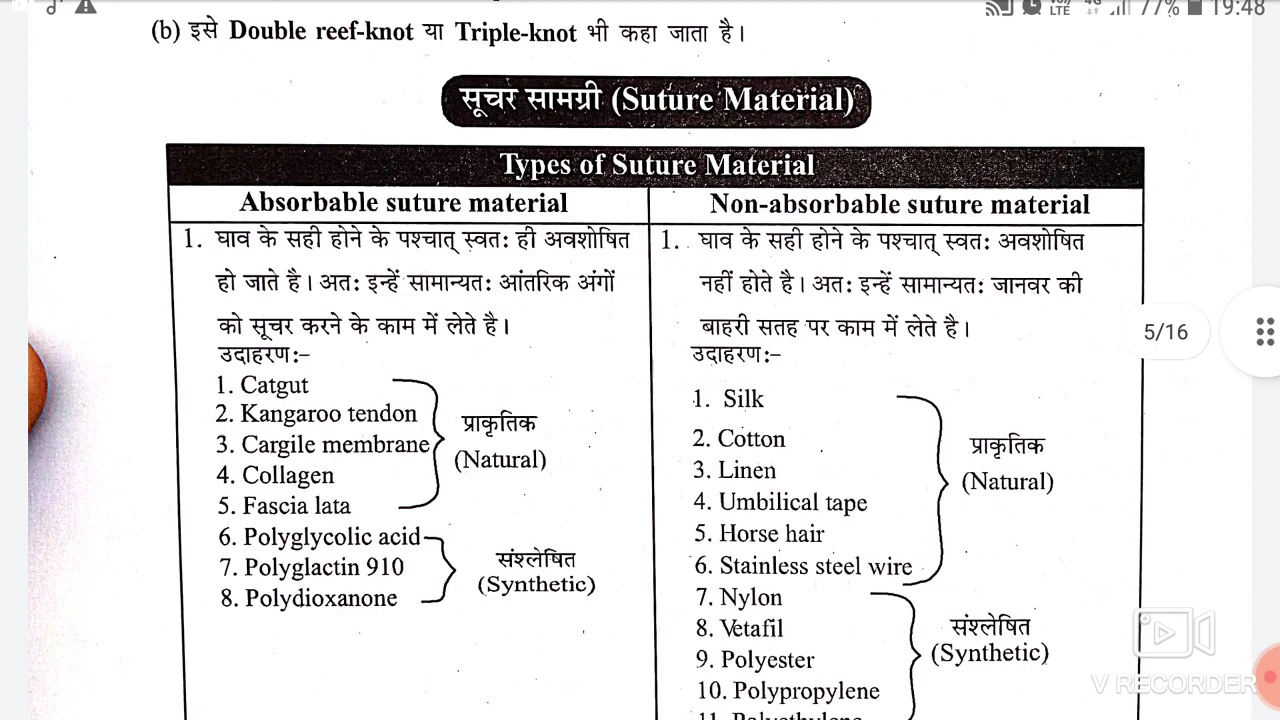 77% 19:48
(b) इसे Double reef-knot या Triple-knot भी कहा जाता है।
सूचर सामग्री (Suture Material)
Types of Suture Material
Absorbable suture material
1. घाव के सही होने के पश्चात् स्वतः ही अवशोषित
हो जाते है। अतः इन्हें सामान्यतः आंतरिक अंगों
को सूचर करने के काम में लेते है।
उदाहरण:–
1. Catgut
2. Kangaroo tendon
3. Cargile membrane
4. Collagen
5. Fascia lata
प्राकृतिक
(Natural)
6. Polyglycolic acid
7. Polyglactin 910
8. Polydioxanone
संश्लेषित
(Synthetic)
Non-absorbable suture material
1. घाव के सही होने के पश्चात् स्वतः अवशोषित
नहीं होते है। अतः इन्हें सामान्यतः जानवर की
बाहरी सतह पर काम में लेते है।
उदाहरण:–
1. Silk
2. Cotton
3. Linen
4. Umbilical tape
5. Horse hair
6. Stainless steel wire
प्राकृतिक
(Natural)
7. Nylon
8. Vetafil
9. Polyester
10. Polypropylene
11. Polyethylene
संश्लेषित
(Synthetic)
5/16
V RECORDER